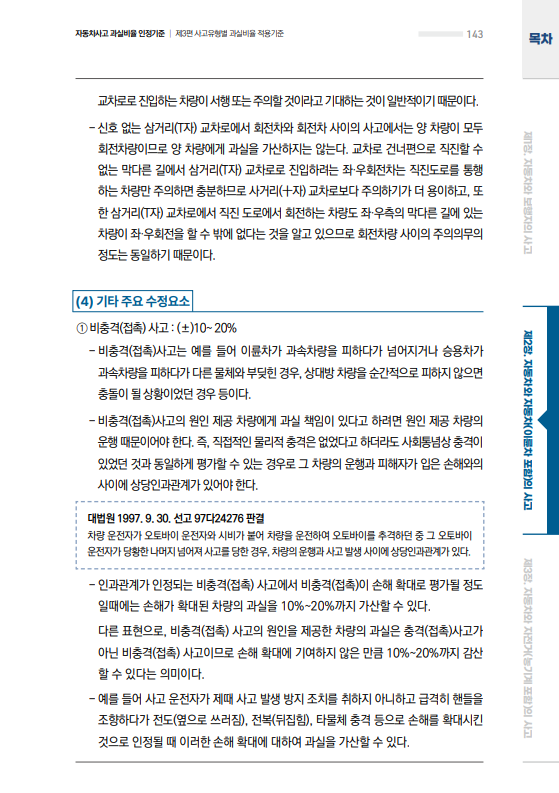 자동차사고 과실비율 인정기준 | 제3편 사고유형별 과실비율 적용기준
143
목차
교차로로 진입하는 차량이 서행 또는 주의할 것이라고 기대하는 것이 일반적이기 때문이다.
– 신호 없는 삼거리(T자) 교차로에서 회전차와 회전차 사이의 사고에서는 양 차량이 모두
회전차량이므로 양 차량에게 과실을 가산하지는 않는다. 교차로 건너편으로 직진할 수
없는 막다른 길에서 삼거리(T자) 교차로로 진입하려는 좌·우회전차는 직진도로를 통행
하는 차량만 주의하면 충분하므로 사거리(十자) 교차로보다 주의하기가 더 용이하고, 또
한 삼거리(T자) 교차로에서 직진 도로에서 회전하는 차량도 좌·우측의 막다른 길에 있는
차량이 좌·우회전을 할 수 밖에 없다는 것을 알고 있으므로 회전차량 사이의 주의의무의
정도는 동일하기 때문이다.
(4) 기타 주요 수정요소
① 비충격(접촉) 사고 : (±)10~ 20%
– 비충격(접촉)사고는 예를 들어 이륜차가 과속차량을 피하다가 넘어지거나 승용차가
과속차량을 피하다가 다른 물체와 부딪힌 경우, 상대방 차량을 순간적으로 피하지 않으면
충돌이 될 상황이었던 경우 등이다.
– 비충격(접촉)사고의 원인 제공 차량에게 과실 책임이 있다고 하려면 원인 제공 차량의
운행 때문이어야 한다. 즉, 직접적인 물리적 충격은 없었다고 하더라도 사회통념상 충격이
있었던 것과 동일하게 평가할 수 있는 경우로 그 차량의 운행과 피해자가 입은 손해와의
사이에 상당인과관계가 있어야 한다.
대법원 1997. 9. 30. 선고 97다24276 판결
차량 운전자가 오토바이 운전자와 시비가 붙어 차량을 운전하여 오토바이를 추격하던 중 그 오토바이
운전자가 당황한 나머지 넘어져 사고를 당한 경우, 차량의 운행과 사고 발생 사이에 상당인과관계가 있다.
– 인과관계가 인정되는 비충격(접촉) 사고에서 비충격(접촉)이 손해 확대로 평가될 정도
일때에는 손해가 확대된 차량의 과실을 10%~20%까지 가산할 수 있다.
다른 표현으로, 비충격(접촉) 사고의 원인을 제공한 차량의 과실은 충격(접촉)사고가
아닌 비충격(접촉) 사고이므로 손해 확대에 기여하지 않은 만큼 10%~20%까지 감산
할 수 있다는 의미이다.
– 예를 들어 사고 운전자가 제때 사고 발생 방지 조치를 취하지 아니하고 급격히 핸들을
조향하다가 전도(옆으로 쓰러짐), 전복(뒤집힘), 타물체 충격 등으로 손해를 확대시킨
것으로 인정될 때 이러한 손해 확대에 대하여 과실을 가산할 수 있다.
제1장. 자동차와 보행자의 사고
제2장. 자동차와 자동차(이륜차 포함)의 사고
제3장. 자동차와 자전거(농기계 포함)의 사고